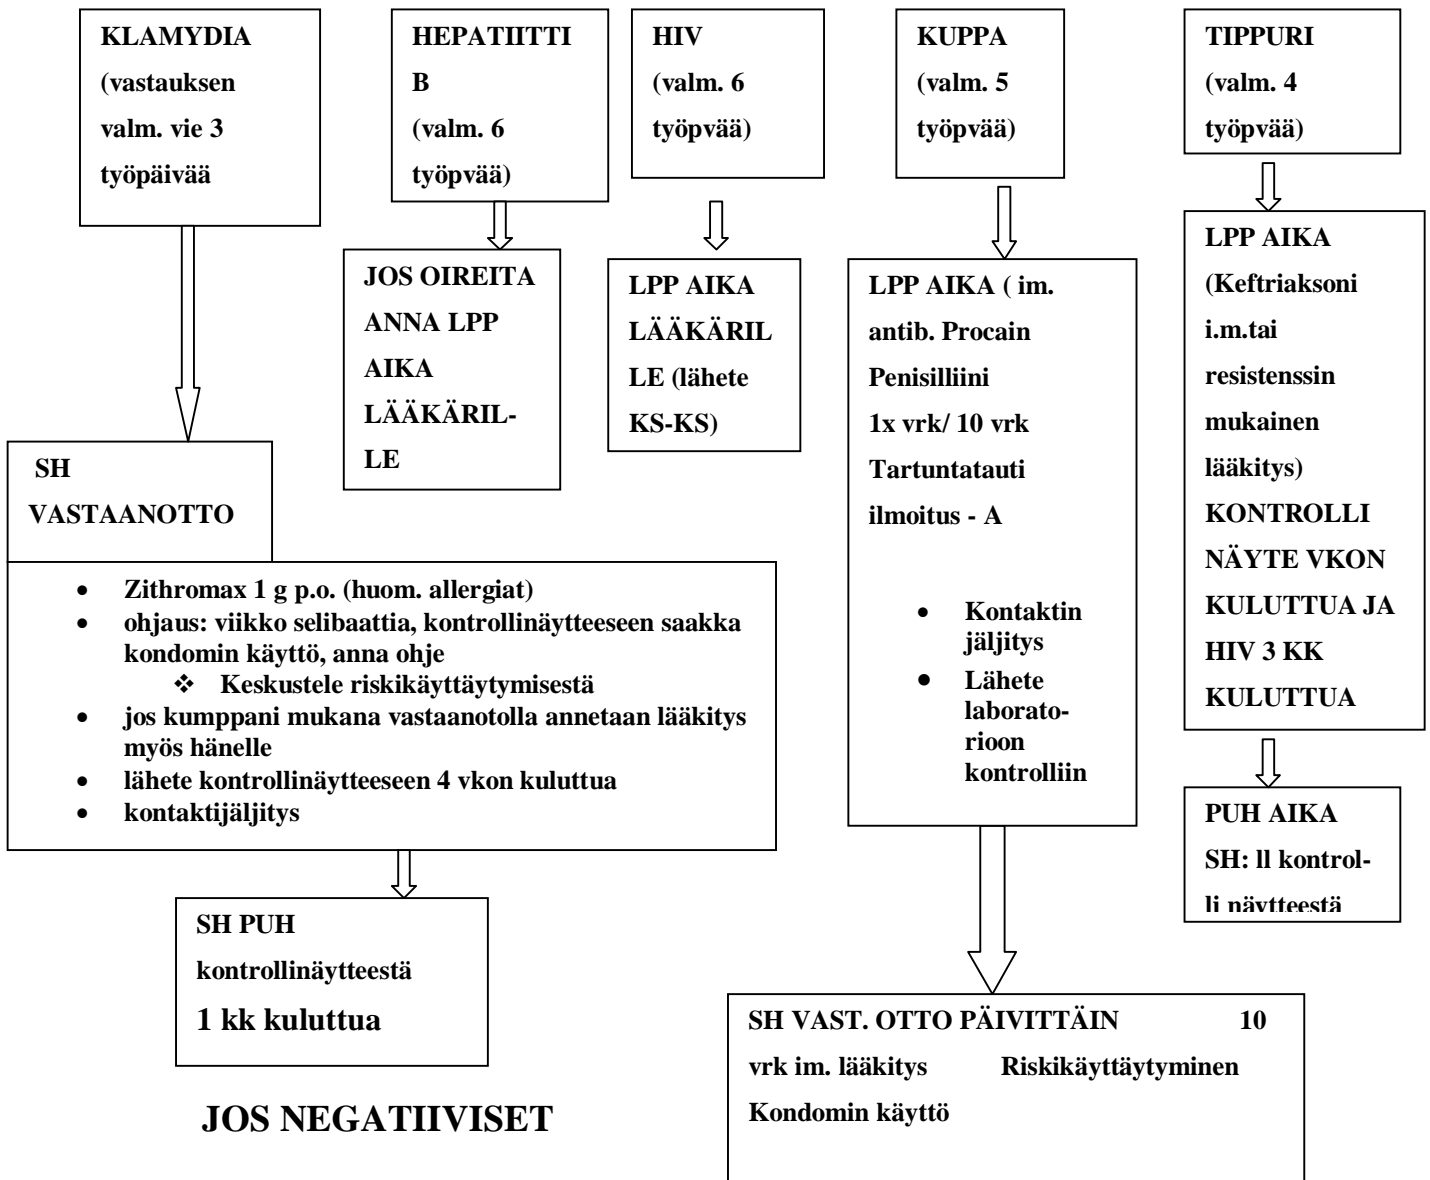 KLAMYDIA
(vastauksen
valm. vie 3
työpäivää
HEPATIITTI
B
(valm. 6
työpvää)
HIV
(valm. 6
työpvää)
KUPPA
(valm. 5
työpvää)
TIPPURI
(valm. 4
työpvää)
JOS OIREITA
ANNA LPP
AIKA
LÄÄKÄRIL-
LE
LPP AIKA
LÄÄKÄRIL
LE (lähete
KS-KS)
LPP AIKA ( im.
antib. Procain
Penisilliini
1x vrk/ 10 vrk
Tartuntatauti
ilmoitus - A
• Kontaktin
jäljitys
• Lähete
laborato-
rioon
kontrolliin
LPP AIKA
(Keftriaksoni
i.m.tai
resistenssin
mukainen
lääkitys)
KONTROLLI
NÄYTE VKON
KULUTTUA JA
HIV 3 KK
KULUTTUA
SH
VASTAANOTTO
• Zithromax 1 g p.o. (huom. allergiat)
• ohjaus: viikko selibaattia, kontrollinäytteeseen saakka
kondomin käyttö, anna ohje
❖ Keskustele riskikäyttäytymisestä
• jos kumppani mukana vastaanotolla annetaan lääkitys
myös hänelle
• lähete kontrollinäytteeseen 4 vkon kuluttua
• kontaktijäljitys
PUH AIKA
SH: ll kontrol-
li näytteestä
SH PUH
kontrollinäytteestä
1 kk kuluttua
SH VAST. OTTO PÄIVITTÄIN 10
vrk im. lääkitys Riskikäyttäytyminen
Kondomin käyttö
JOS NEGATIIVISET